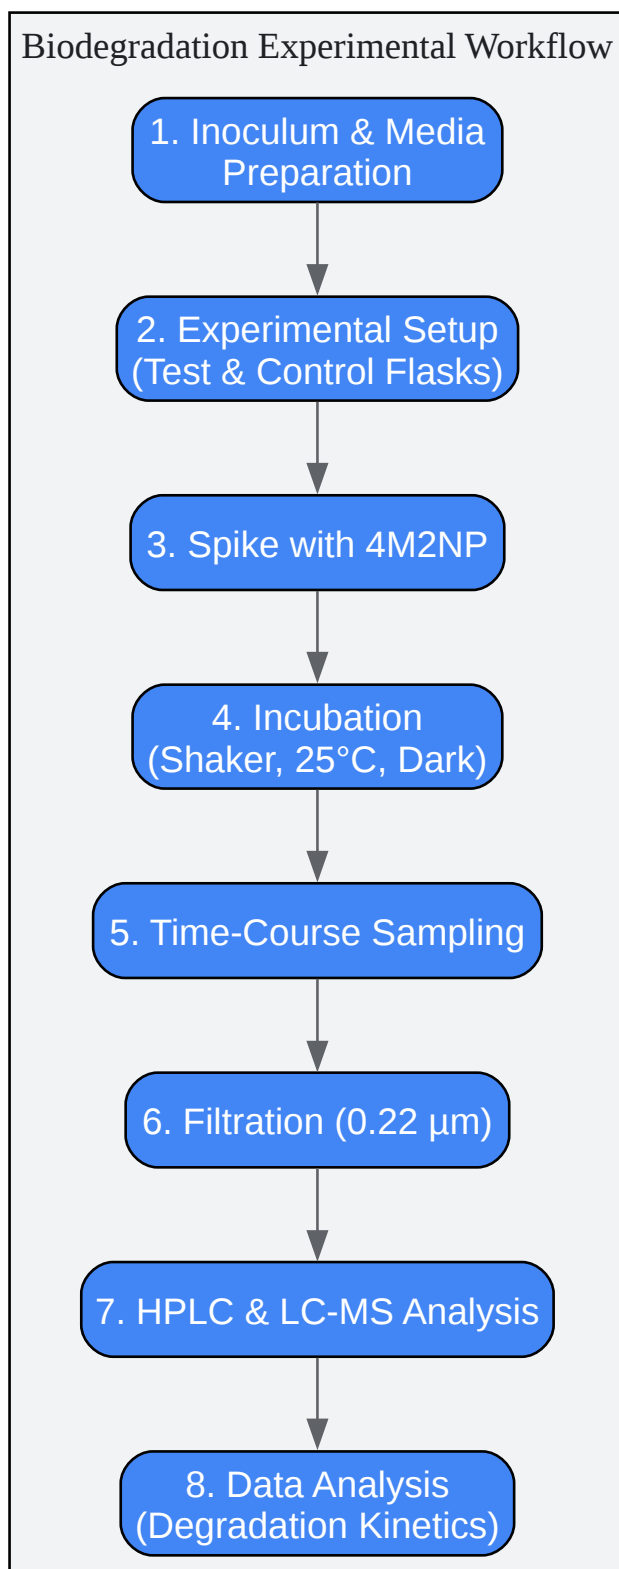 Biodegradation Experimental Workflow
1. Inoculum & Media
Preparation
2. Experimental Setup
(Test & Control Flasks)
3. Spike with 4M2NP
4. Incubation
(Shaker, 25°C, Dark)
5. Time-Course Sampling
6. Filtration (0.22 µm)
7. HPLC & LC-MS Analysis
8. Data Analysis
(Degradation Kinetics)